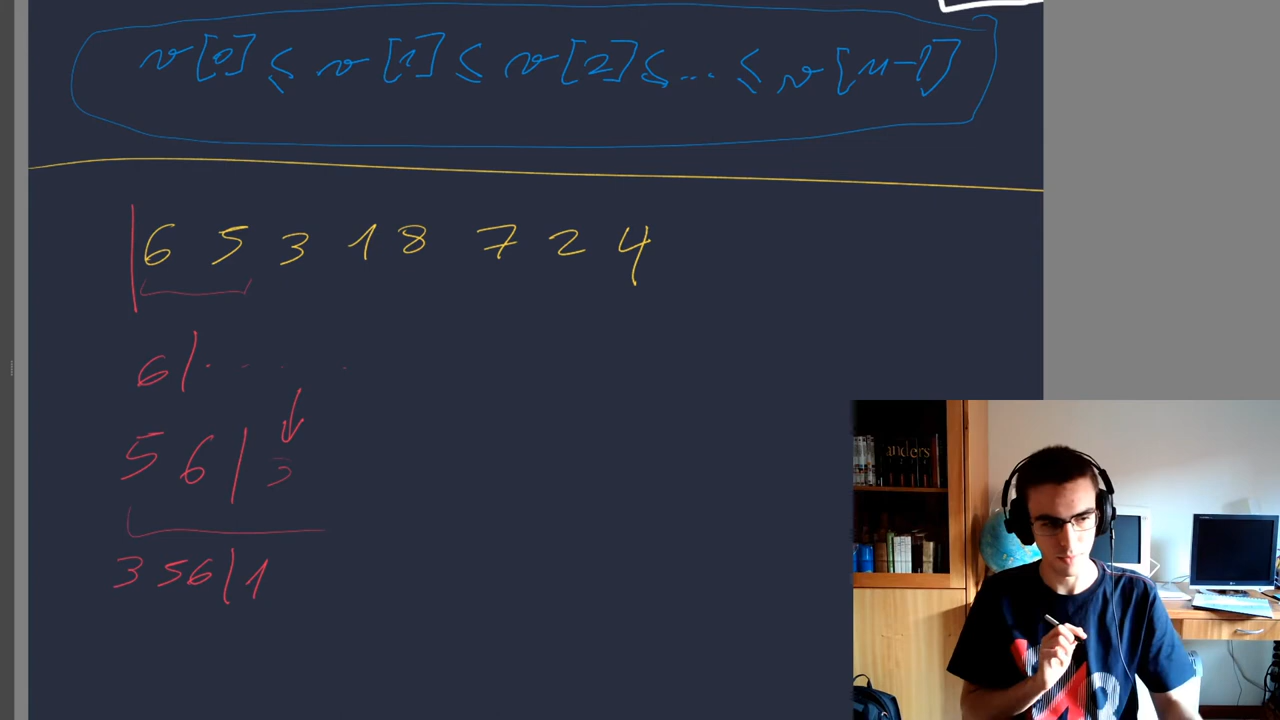 v[0] ≤ v[1] ≤ v[2] ≤ ... ≤ v[n-1]
6 5 3 1 8 7 2 4
6 | . . . .
5 6 | 3
3 5 6 | 1
anders